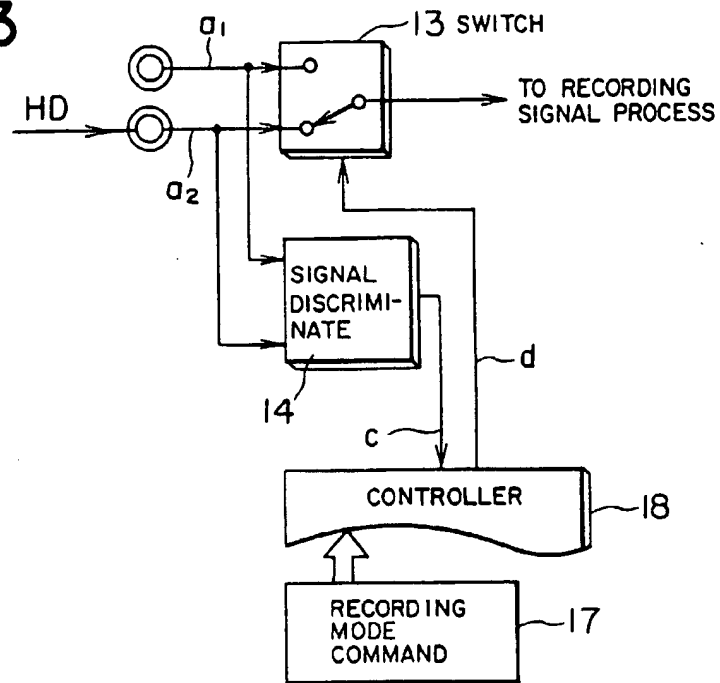 3
a1
13 SWITCH
HD
TO RECORDING
SIGNAL PROCESS
a2
SIGNAL
DISCRIMI-
NATE
14
d
c
CONTROLLER
18
RECORDING
MODE
COMMAND
17